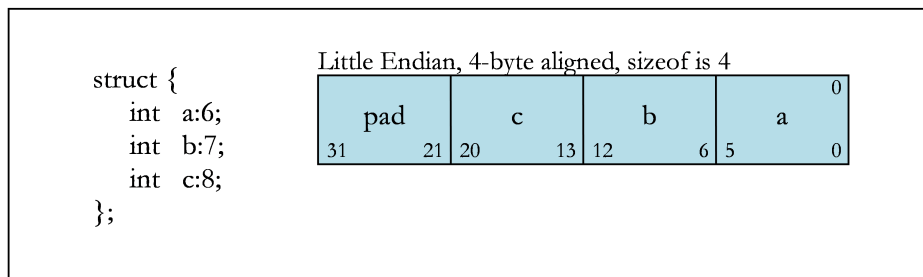 struct {
int a:6;
int b:7;
int c:8;
};
Little Endian, 4-byte aligned, sizeof is 4
0
pad c b a
31 21 20 13 12 6 5 0